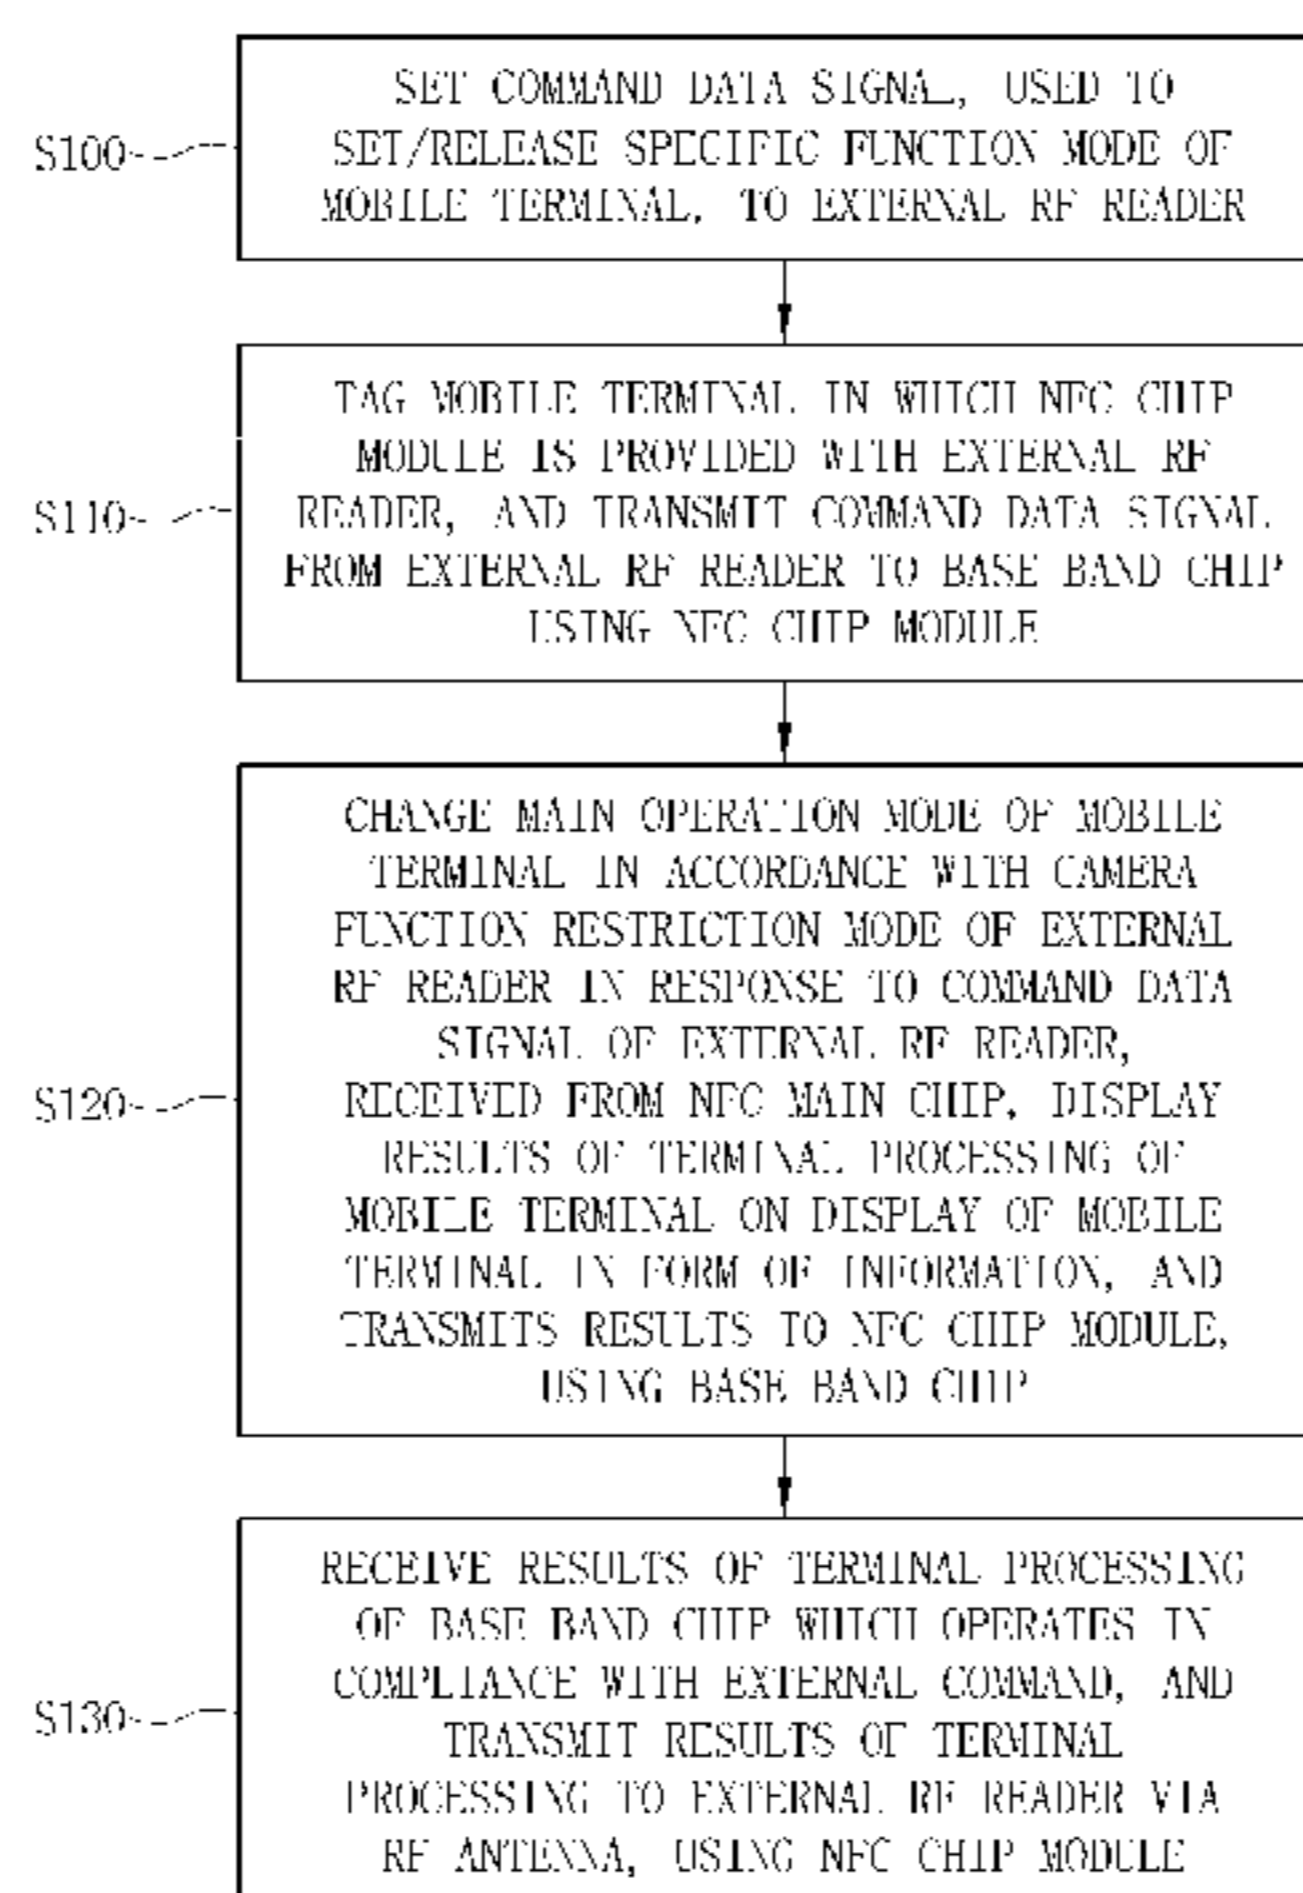 SET COMMAND DATA SIGNAL, USED TO
S100
SET/RELEASE SPECIFIC FUNCTION MODE OF
MOBILE TERMINAL, TO EXTERNAL RF READER
TAG MOBILE TERMINAL IN WHICH NFC CHIP
MODULE IS PROVIDED WITH EXTERNAL RF
S110
READER, AND TRANSMIT COMMAND DATA SIGNAL
FROM EXTERNAL RF READER TO BASE BAND CHIP
USING NFC CHIP MODULE
CHANGE MAIN OPERATION MODE OF MOBILE
TERMINAL IN ACCORDANCE WITH CAMERA
FUNCTION RESTRICTION MODE OF EXTERNAL
RF READER IN RESPONSE TO COMMAND DATA
SIGNAL OF EXTERNAL RF READER,
S120
RECEIVED FROM NFC MAIN CHIP, DISPLAY
RESULTS OF TERMINAL PROCESSING OF
MOBILE TERMINAL ON DISPLAY OF MOBILE
TERMINAL IN FORM OF INFORMATION, AND
TRANSMITS RESULTS TO NFC CHIP MODULE,
USING BASE BAND CHIP
RECEIVE RESULTS OF TERMINAL PROCESSING
OF BASE BAND CHIP WHICH OPERATES IN
COMPLIANCE WITH EXTERNAL COMMAND, AND
S130
TRANSMIT RESULTS OF TERMINAL
PROCESSING TO EXTERNAL RF READER VIA
RF ANTENNA, USING NFC CHIP MODULE